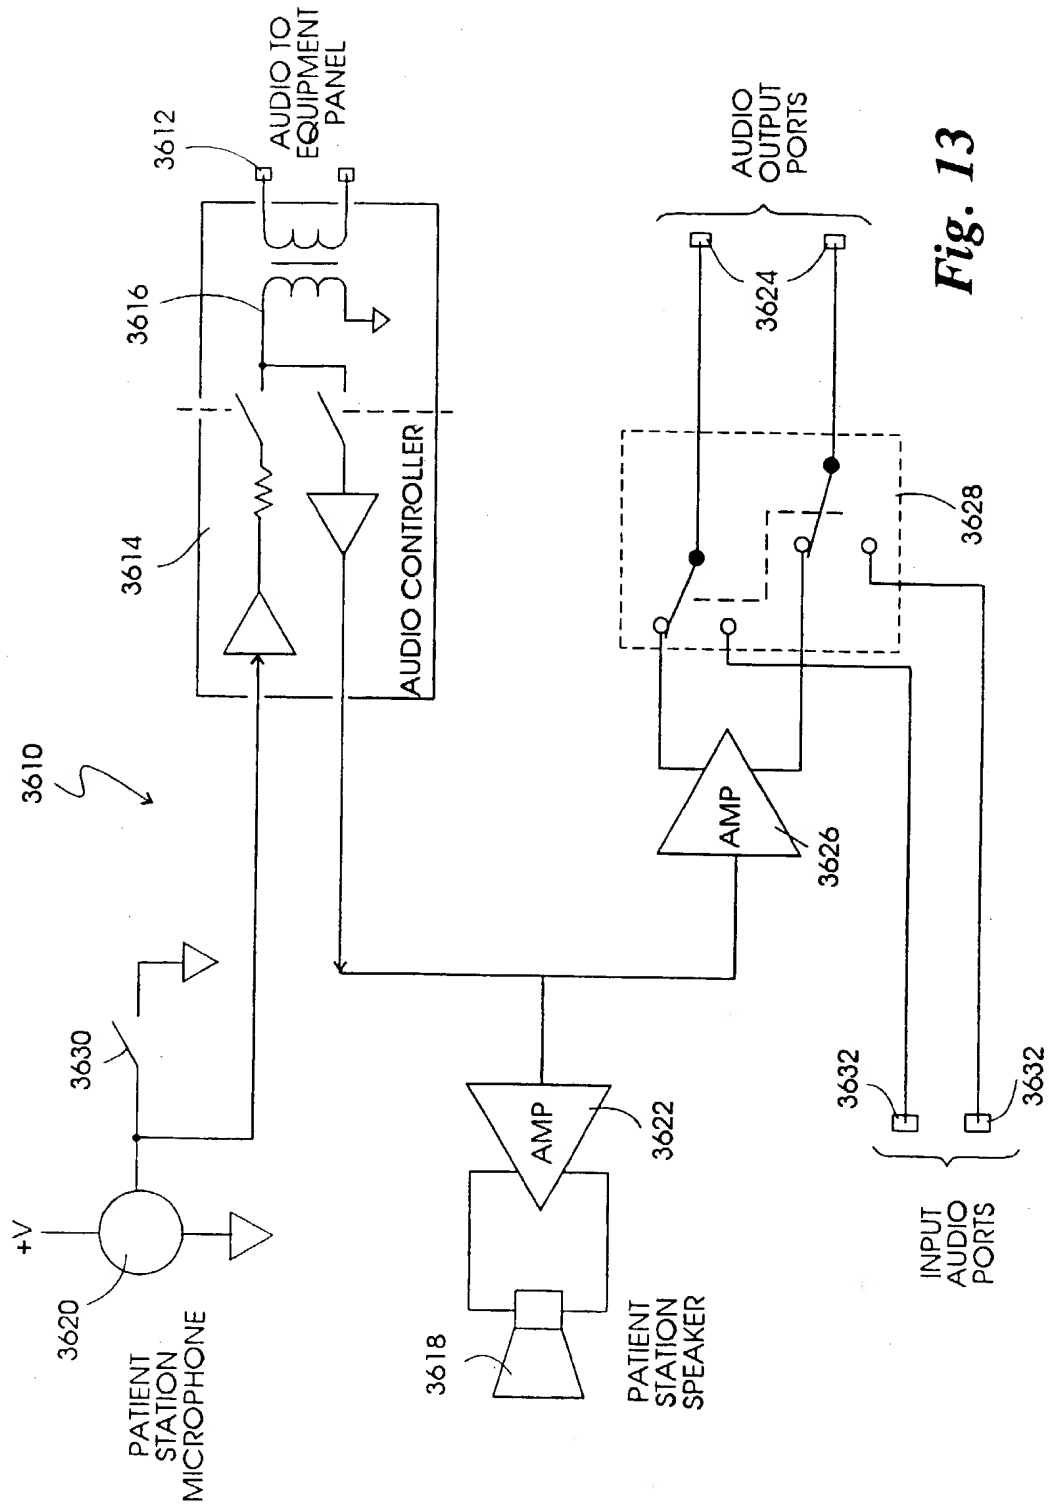 3610
+V
3620
3630
PATIENT
STATION
MICROPHONE
3614
3616
3612
AUDIO TO
EQUIPMENT
PANEL
AUDIO CONTROLLER
3618
PATIENT
STATION
SPEAKER
AMP
3622
AMP
3626
3628
3624
AUDIO
OUTPUT
PORTS
3632
3632
INPUT
AUDIO
PORTS
Fig. 13